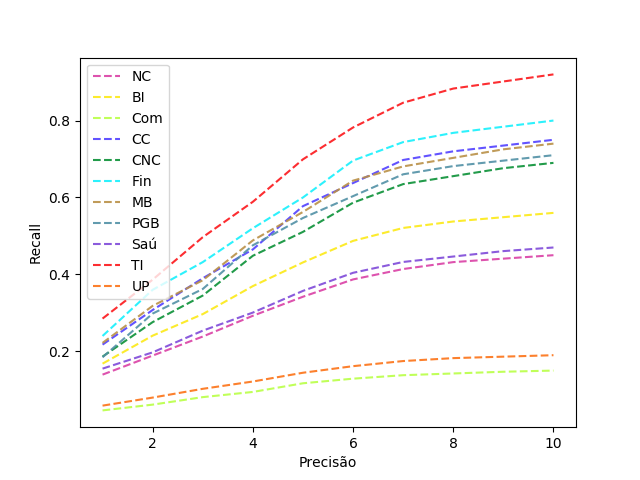 NC
BI
Com
CC
CNC
Fin
MB
PGB
Saú
TI
UP
0.8
0.6
0.4
0.2
Recall
2 4 6 8 10
Precisão